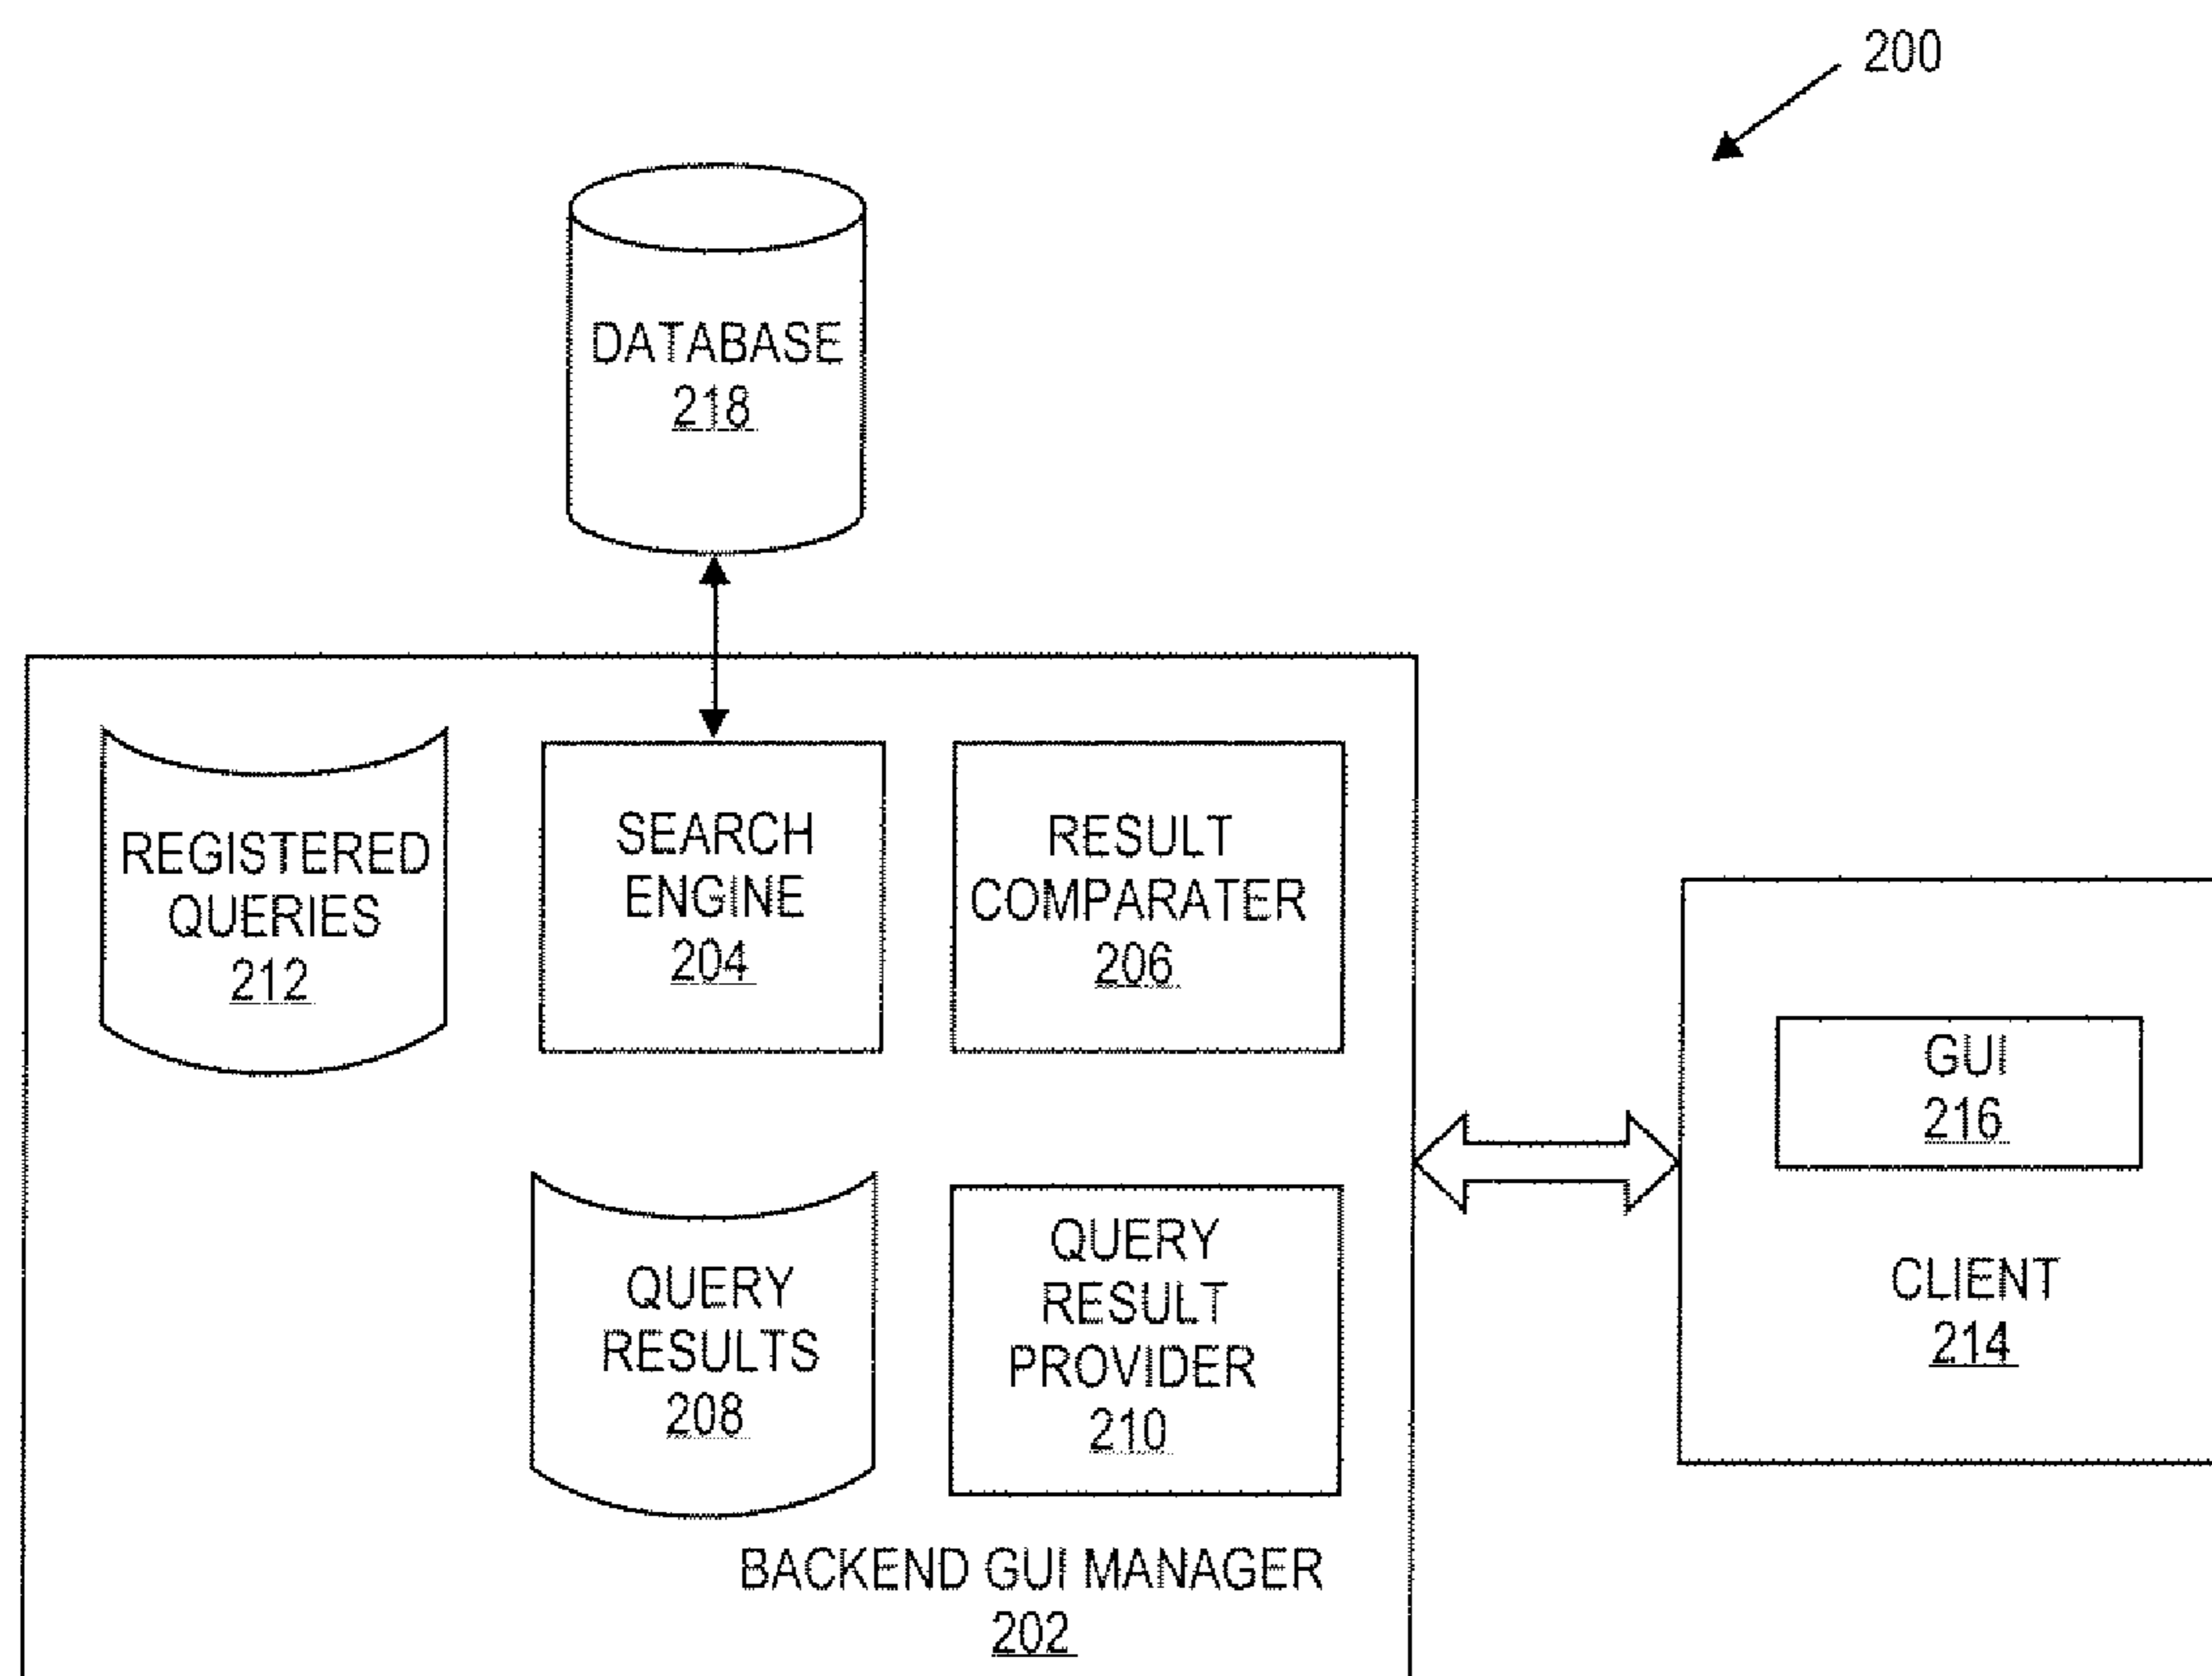 200
DATABASE
218
REGISTERED
QUERIES
212
SEARCH
ENGINE
204
RESULT
COMPARATER
206
GUI
216
CLIENT
214
QUERY
RESULTS
208
QUERY
RESULT
PROVIDER
210
BACKEND GUI MANAGER
202